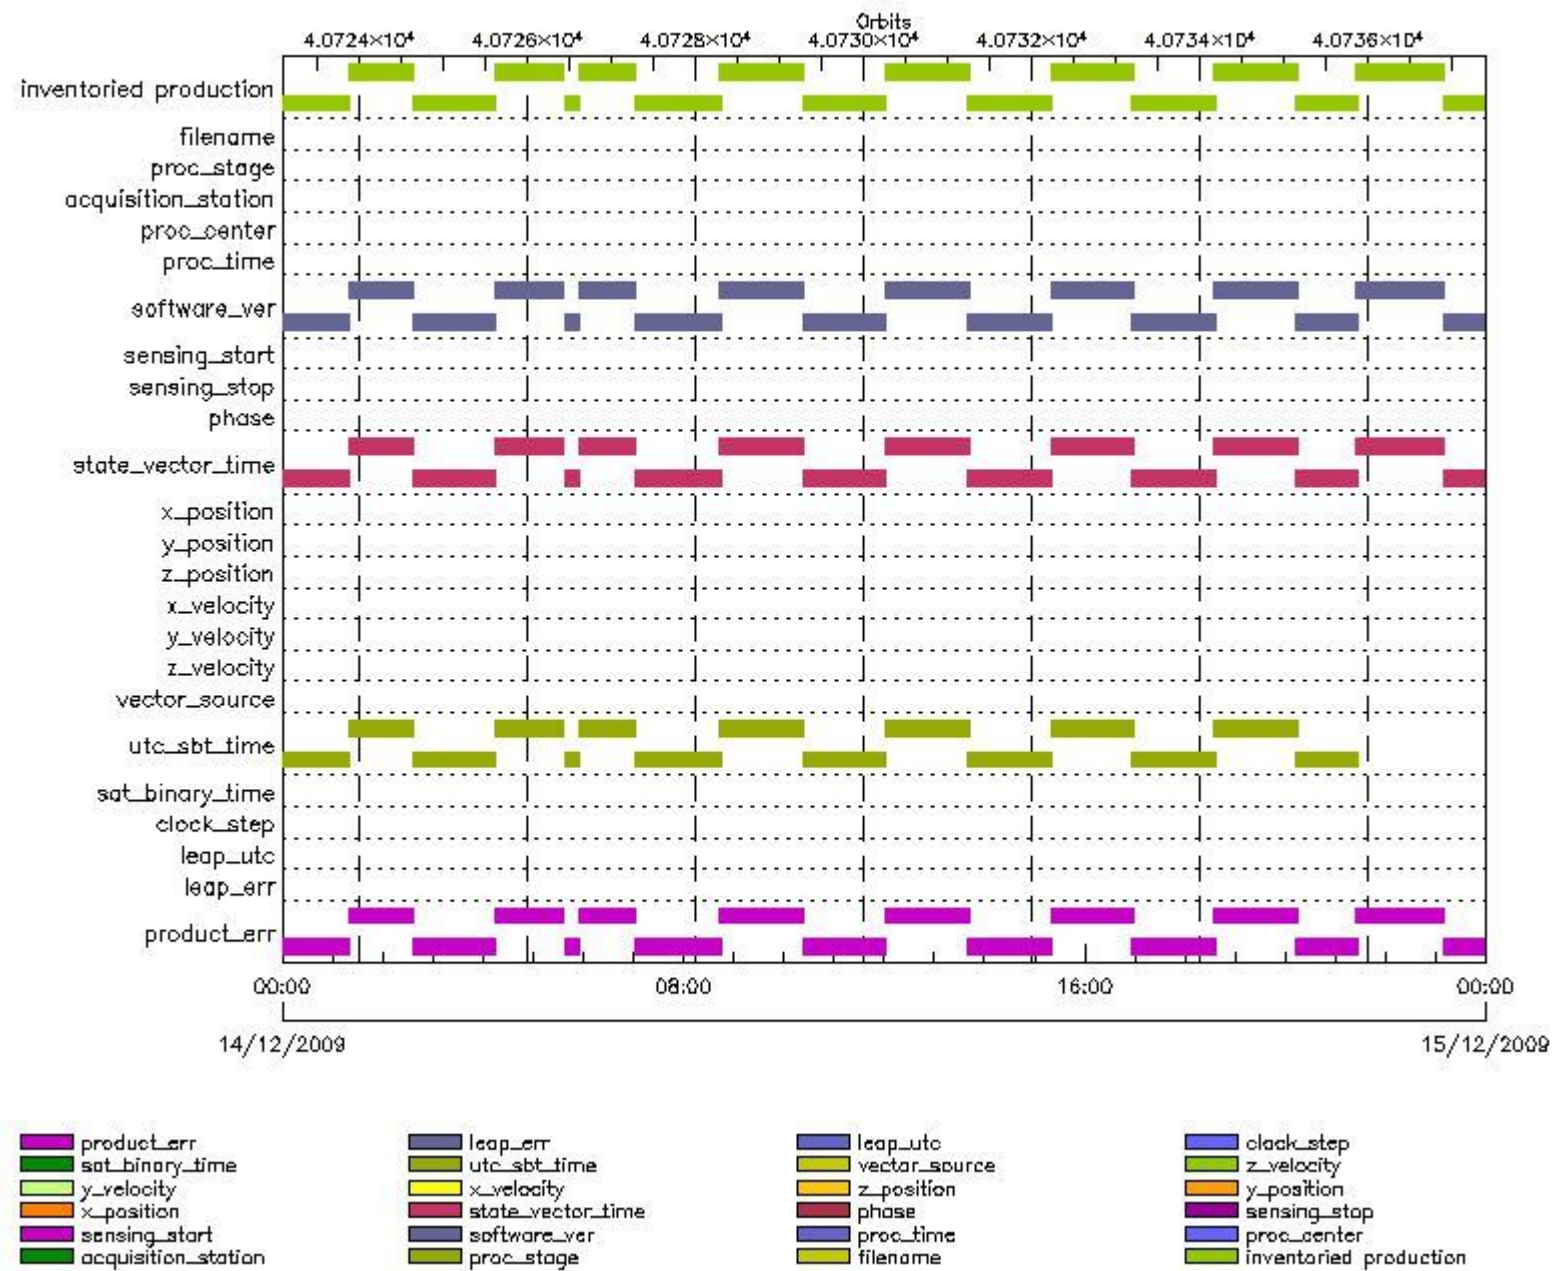 Orbits
4.0724×10⁴ 4.0726×10⁴ 4.0728×10⁴ 4.0730×10⁴ 4.0732×10⁴ 4.0734×10⁴ 4.0736×10⁴
inventoried production
filename
proc_stage
acquisition_station
proc_center
proc_time
software_ver
sensing_start
sensing_stop
phase
state_vector_time
x_position
y_position
z_position
x_velocity
y_velocity
z_velocity
vector_source
utc_sbt_time
sat_binary_time
clock_step
leap_utc
leap_err
product_err
00:00 08:00 16:00 00:00
14/12/2009 15/12/2009
product_err leap_err leap_utc clock_step
sat_binary_time utc_sbt_time vector_source z_velocity
y_velocity x_velocity z_position y_position
x_position state_vector_time phase sensing_stop
sensing_start software_ver proc_time proc_center
acquisition_station proc_stage filename inventoried production